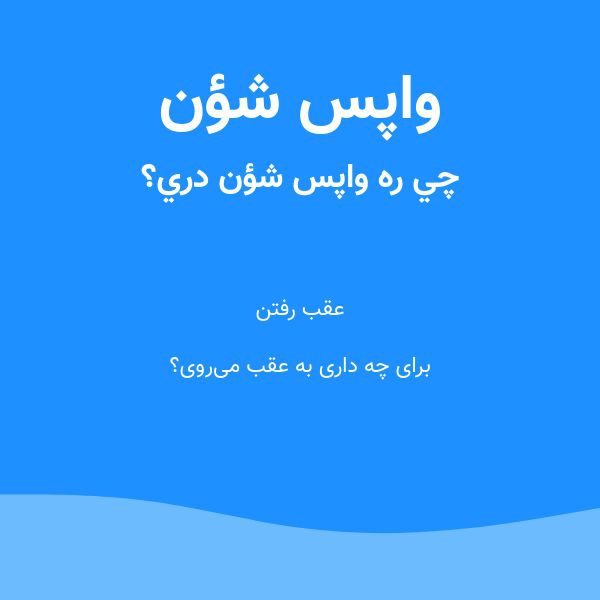 واپس شؤن
چي ره واپس شؤن دري؟
عقب رفتن
برای چه داری به عقب می‌روی؟